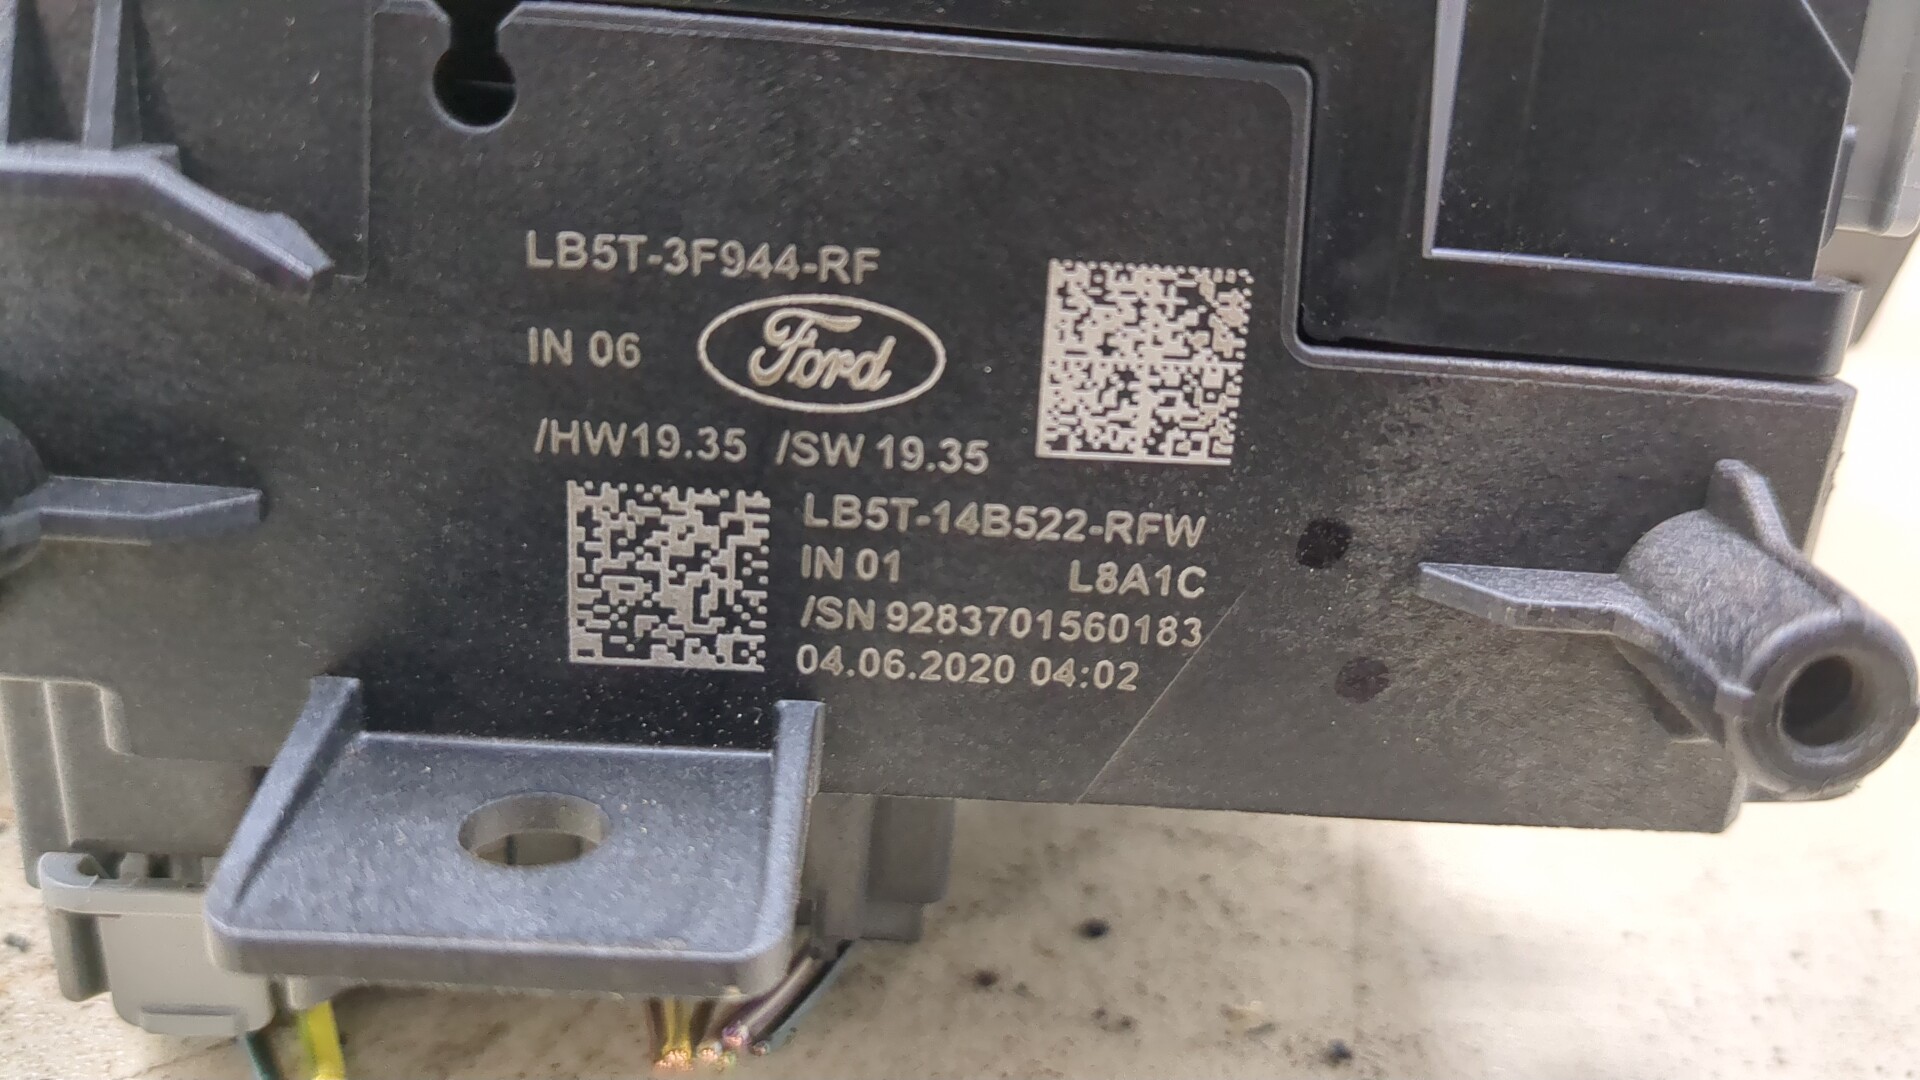 LB5T-3F944-RF
IN 06 Ford
/HW19.35 /SW 19.35
LB5T-14B522-RFW
IN 01 L8A1C
/SN 9283701560183
04.06.2020 04:02